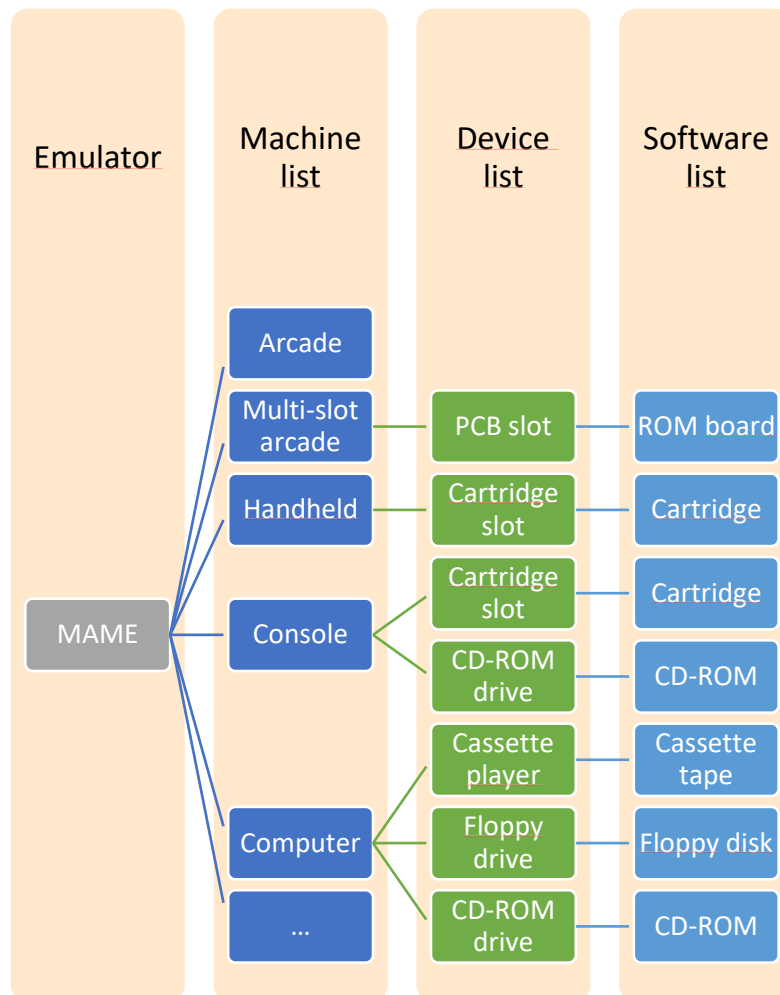 Emulator
Machine
list
Device
list
Software
list
Arcade
Multi-slot
arcade
PCB slot
ROM board
Handheld
Cartridge
slot
Cartridge
MAME
Console
Cartridge
slot
Cartridge
CD-ROM
drive
CD-ROM
Cassette
player
Cassette
tape
Computer
Floppy
drive
Floppy disk
...
CD-ROM
drive
CD-ROM